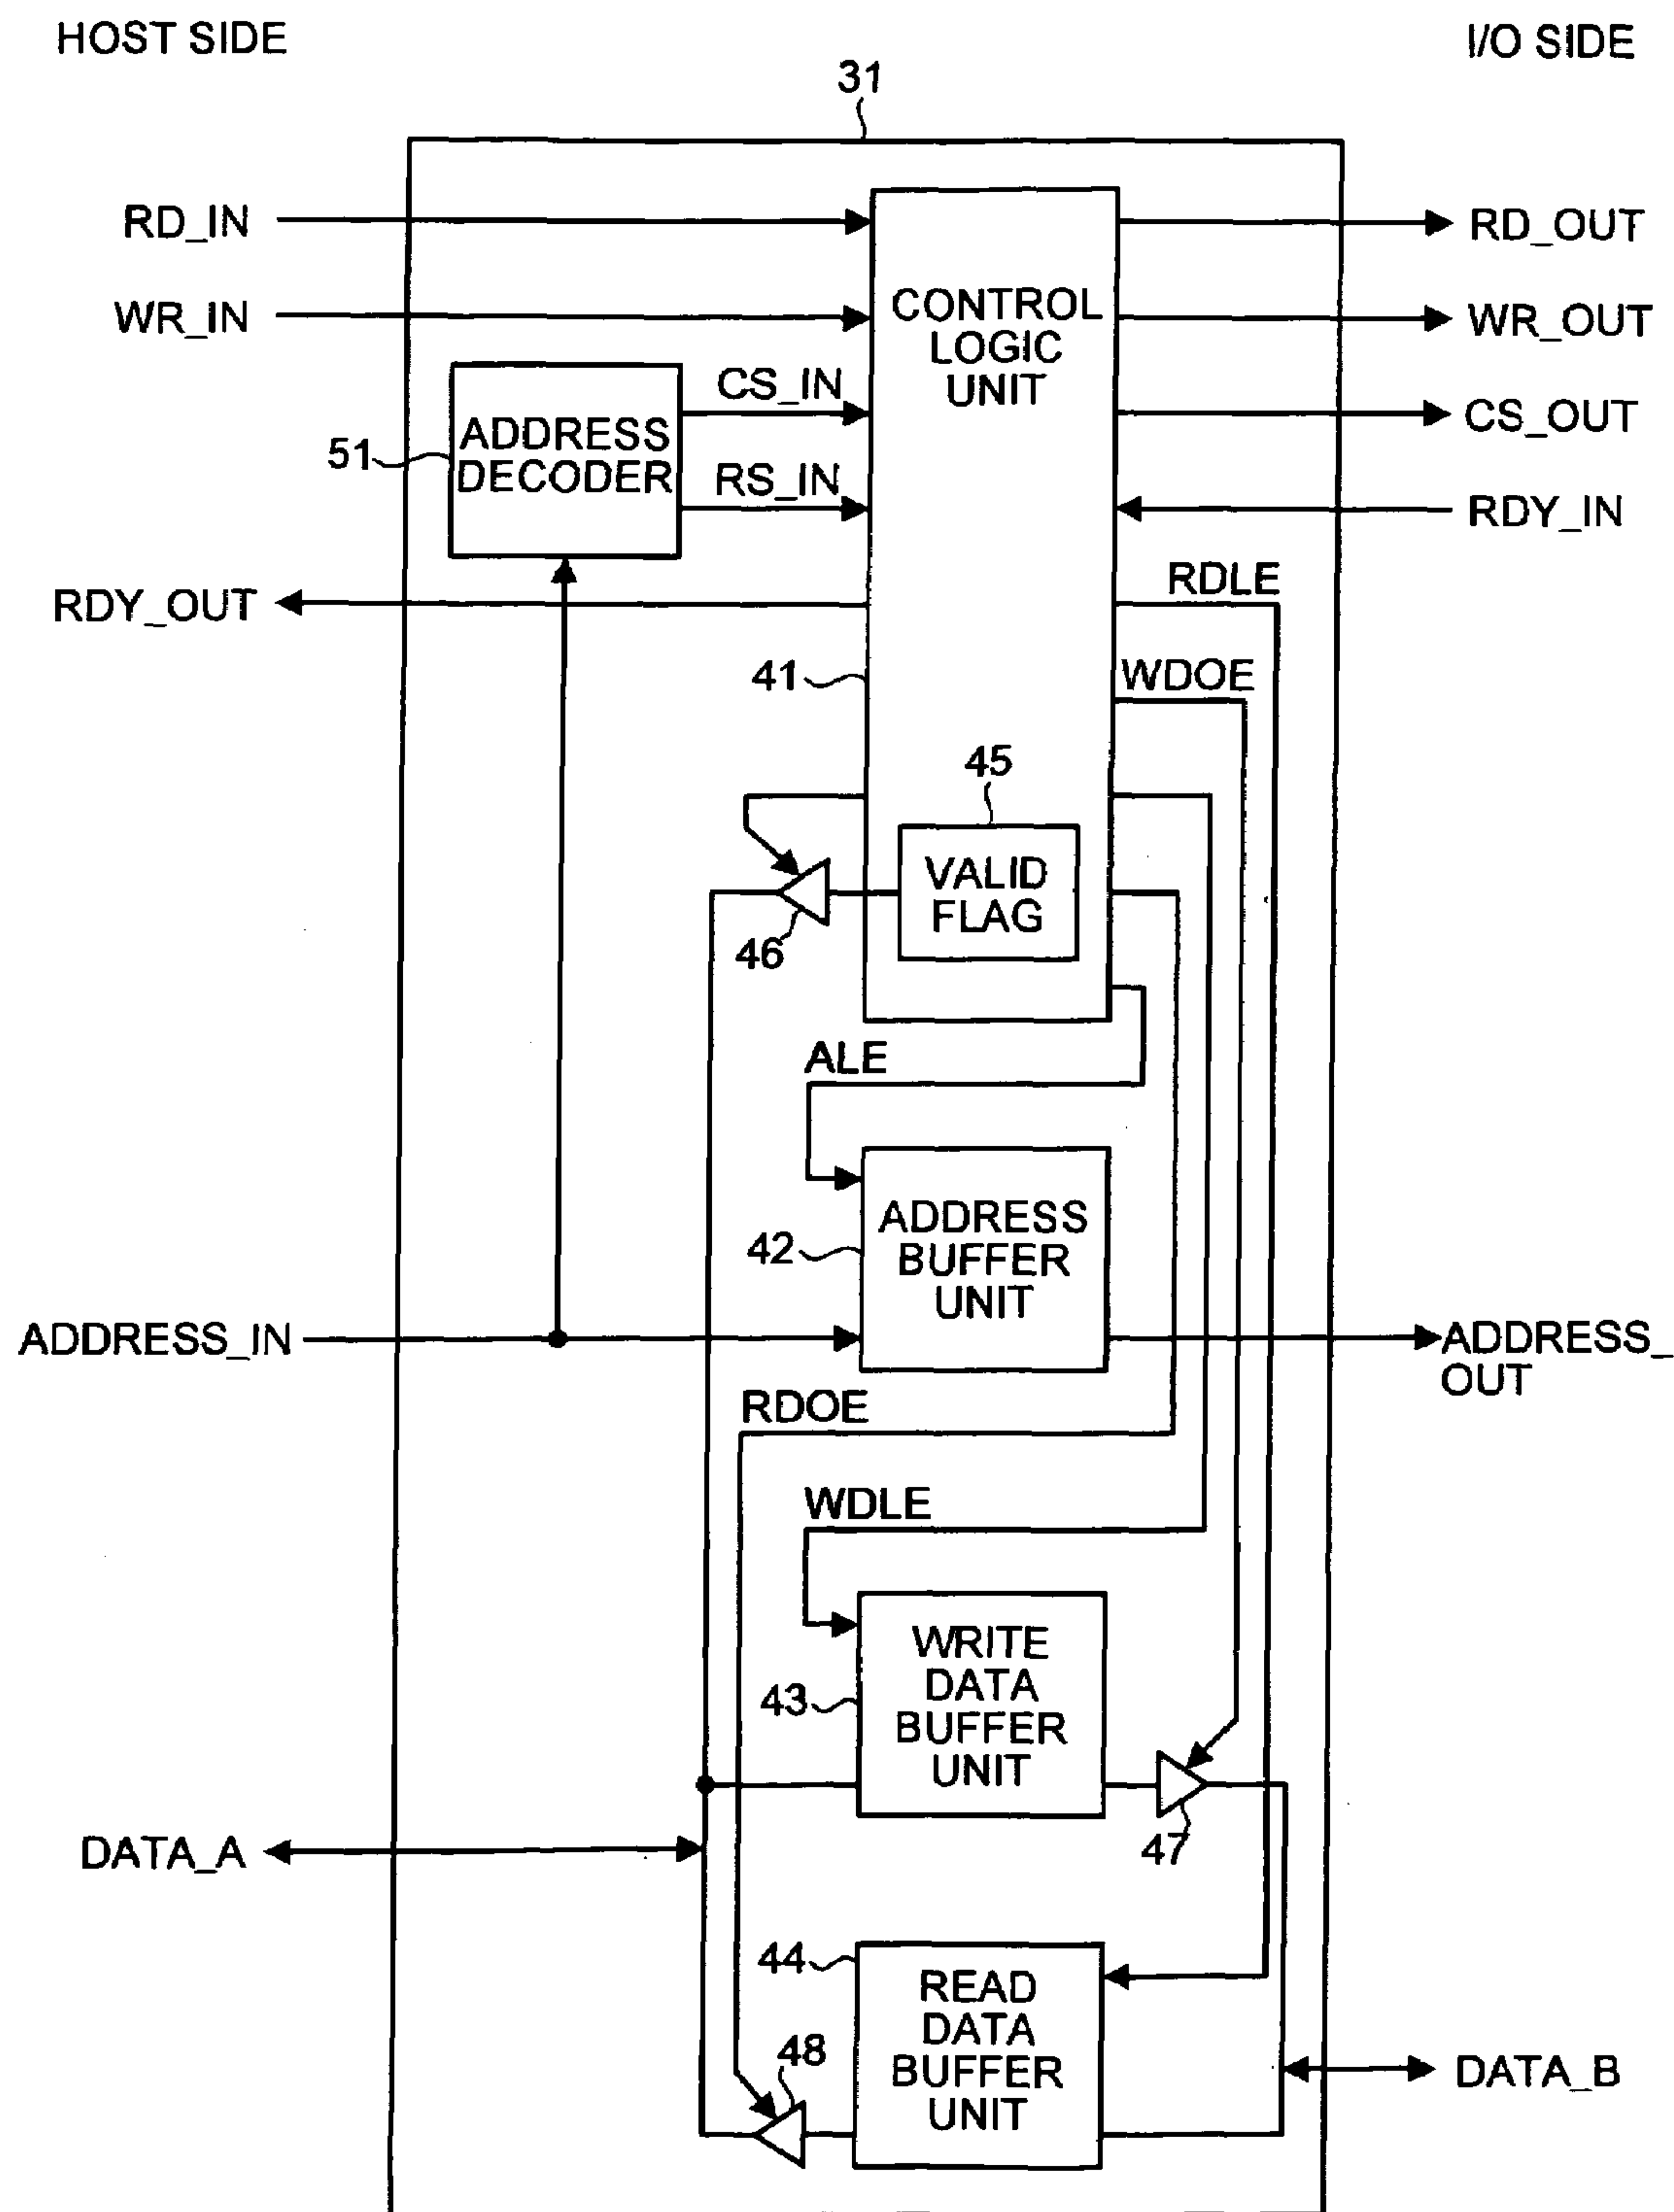 HOST SIDE
I/O SIDE
31
RD_IN
RD_OUT
WR_IN
CONTROL
LOGIC
UNIT
WR_OUT
CS_IN
CS_OUT
51
ADDRESS
DECODER
RS_IN
RDY_IN
RDY_OUT
RDLE
41
WDOE
45
VALID
FLAG
46
ALE
42
ADDRESS
BUFFER
UNIT
ADDRESS_IN
ADDRESS_
OUT
RDOE
WDLE
43
WRITE
DATA
BUFFER
UNIT
47
DATA_A
44
READ
DATA
BUFFER
UNIT
48
DATA_B